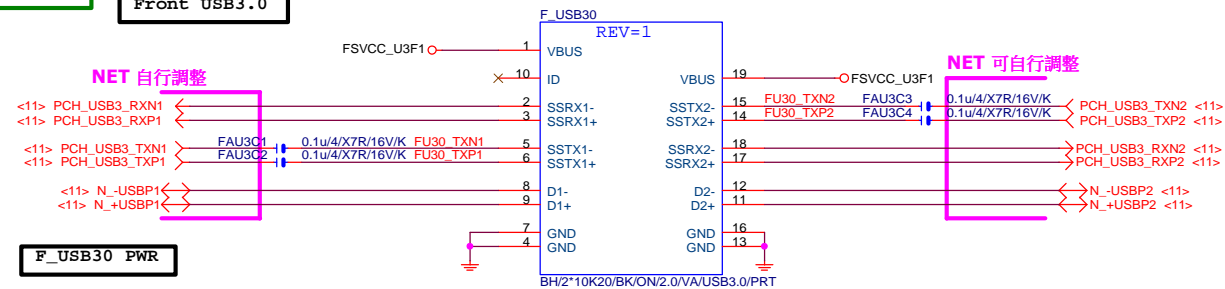 Front USB3.0
F_USB30
REV=1
FSVCC_U3F1
1
VBUS
NET 自行調整
10
ID
VBUS
19
FSVCC_U3F1
NET 可自行調整
<11> PCH_USB3_RXN1
2
SSRX1-
SSTX2-
15
FU30_TXN2
FAU3C3
0.1u/4/X7R/16V/K
PCH_USB3_TXN2 <11>
<11> PCH_USB3_RXP1
3
SSRX1+
SSTX2+
14
FU30_TXP2
FAU3C4
0.1u/4/X7R/16V/K
PCH_USB3_TXP2 <11>
<11> PCH_USB3_TXN1
FAU3C1
0.1u/4/X7R/16V/K
FU30_TXN1
5
SSTX1-
SSRX2-
18
PCH_USB3_RXN2 <11>
<11> PCH_USB3_TXP1
FAU3C2
0.1u/4/X7R/16V/K
FU30_TXP1
6
SSTX1+
SSRX2+
17
PCH_USB3_RXP2 <11>
<11> N_-USBP1
8
D1-
D2-
12
N_-USBP2 <11>
<11> N_+USBP1
9
D1+
D2+
11
N_+USBP2 <11>
7
GND
GND
16
4
GND
GND
13
F_USB30 PWR
BH/2*10K20/BK/ON/2.0/VA/USB3.0/PRT